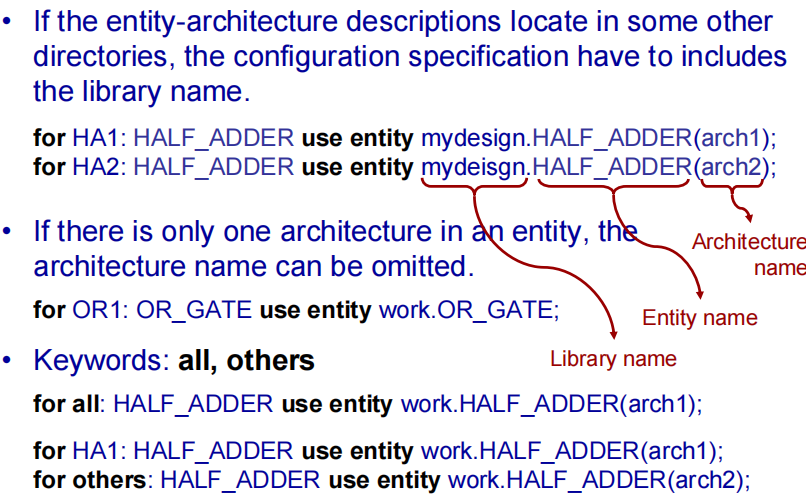 • If the entity-architecture descriptions locate in some other
directories, the configuration specification have to includes
the library name.
for HA1: HALF_ADDER use entity mydesign.HALF_ADDER(arch1);
for HA2: HALF_ADDER use entity mydeisgn.HALF_ADDER(arch2);
• If there is only one architecture in an entity, the
architecture name can be omitted.
Architecture
name
for OR1: OR_GATE use entity work.OR_GATE;
Entity name
Library name
• Keywords: all, others
for all: HALF_ADDER use entity work.HALF_ADDER(arch1);
for HA1: HALF_ADDER use entity work.HALF_ADDER(arch1);
for others: HALF_ADDER use entity work.HALF_ADDER(arch2);